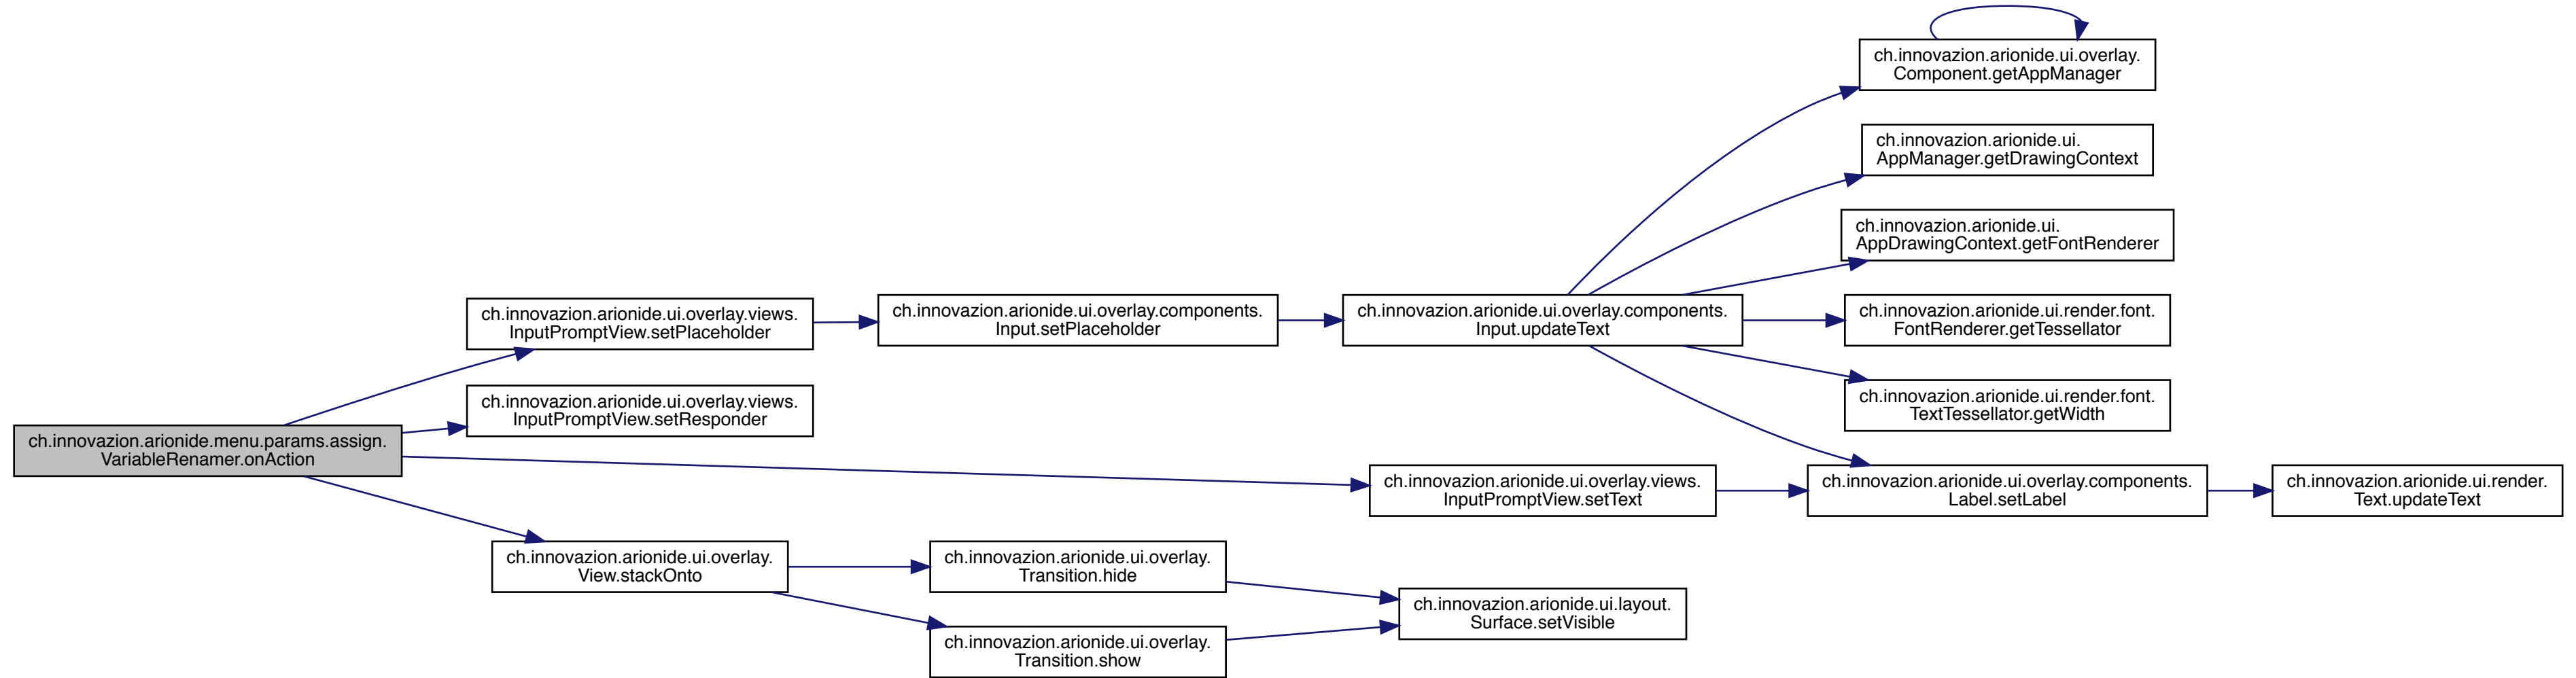 ch.innovazion.arionide.menu.params.assign.
VariableRenamer.onAction
ch.innovazion.arionide.ui.overlay.views.
InputPromptView.setPlaceholder
ch.innovazion.arionide.ui.overlay.components.
Input.setPlaceholder
ch.innovazion.arionide.ui.overlay.components.
Input.updateText
ch.innovazion.arionide.ui.overlay.
Component.getAppManager
ch.innovazion.arionide.ui.
AppManager.getDrawingContext
ch.innovazion.arionide.ui.
AppDrawingContext.getFontRenderer
ch.innovazion.arionide.ui.render.font.
FontRenderer.getTessellator
ch.innovazion.arionide.ui.render.font.
TextTessellator.getWidth
ch.innovazion.arionide.ui.overlay.components.
Label.setLabel
ch.innovazion.arionide.ui.render.
Text.updateText
ch.innovazion.arionide.ui.overlay.views.
InputPromptView.setResponder
ch.innovazion.arionide.ui.overlay.views.
InputPromptView.setText
ch.innovazion.arionide.ui.overlay.
View.stackOnto
ch.innovazion.arionide.ui.overlay.
Transition.hide
ch.innovazion.arionide.ui.layout.
Surface.setVisible
ch.innovazion.arionide.ui.overlay.
Transition.show